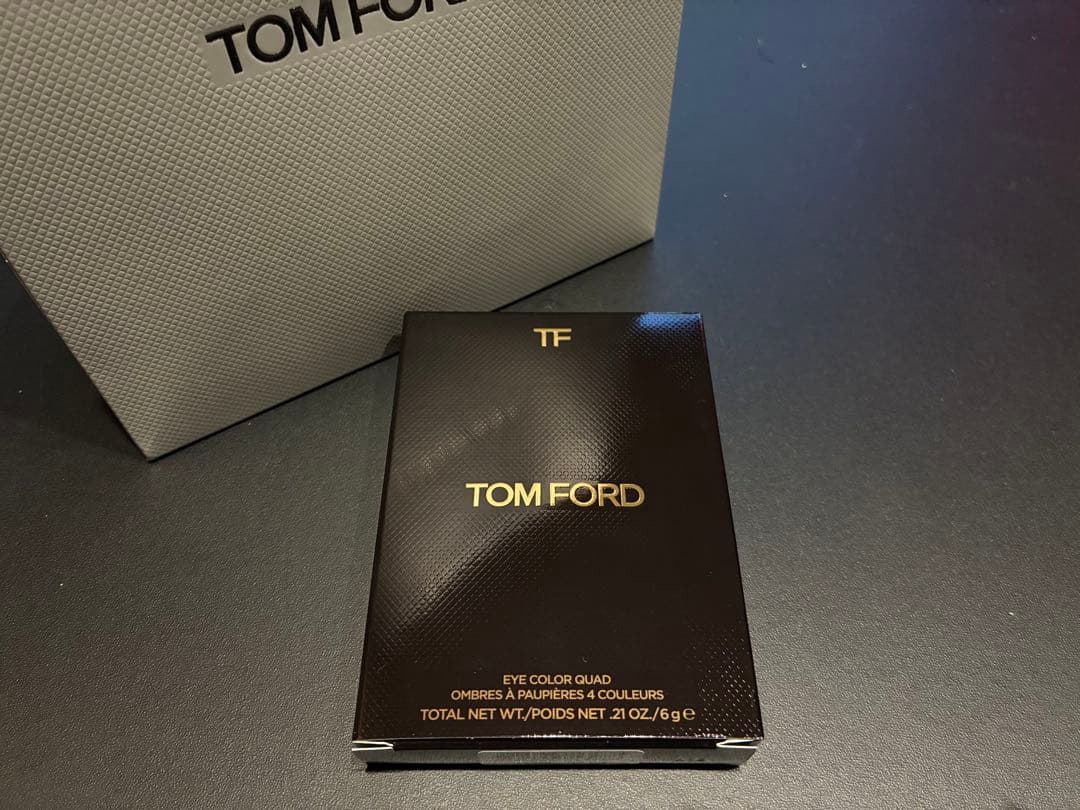 TOM FO
TF
TOM FORD
EYE COLOR QUAD
OMBRES À PAUPIÈRES 4 COULEURS
TOTAL NET WT./POIDS NET .21 OZ./6 g ℮